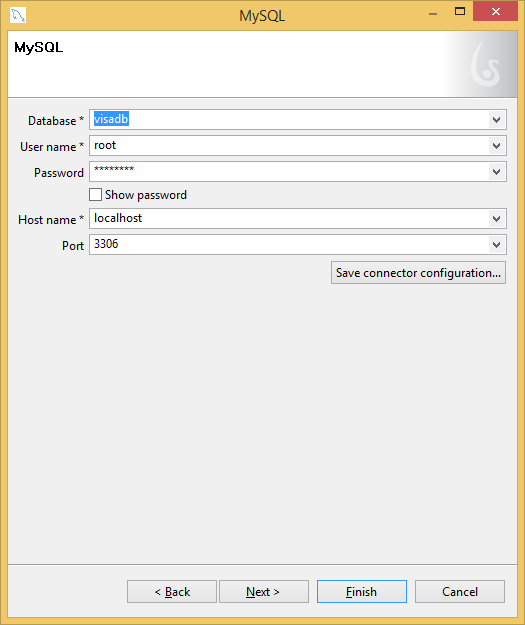 MySQL
MySQL
Database * visadb
User name * root
Password ********
Show password
Host name * localhost
Port 3306
Save connector configuration...
< Back Next > Finish Cancel